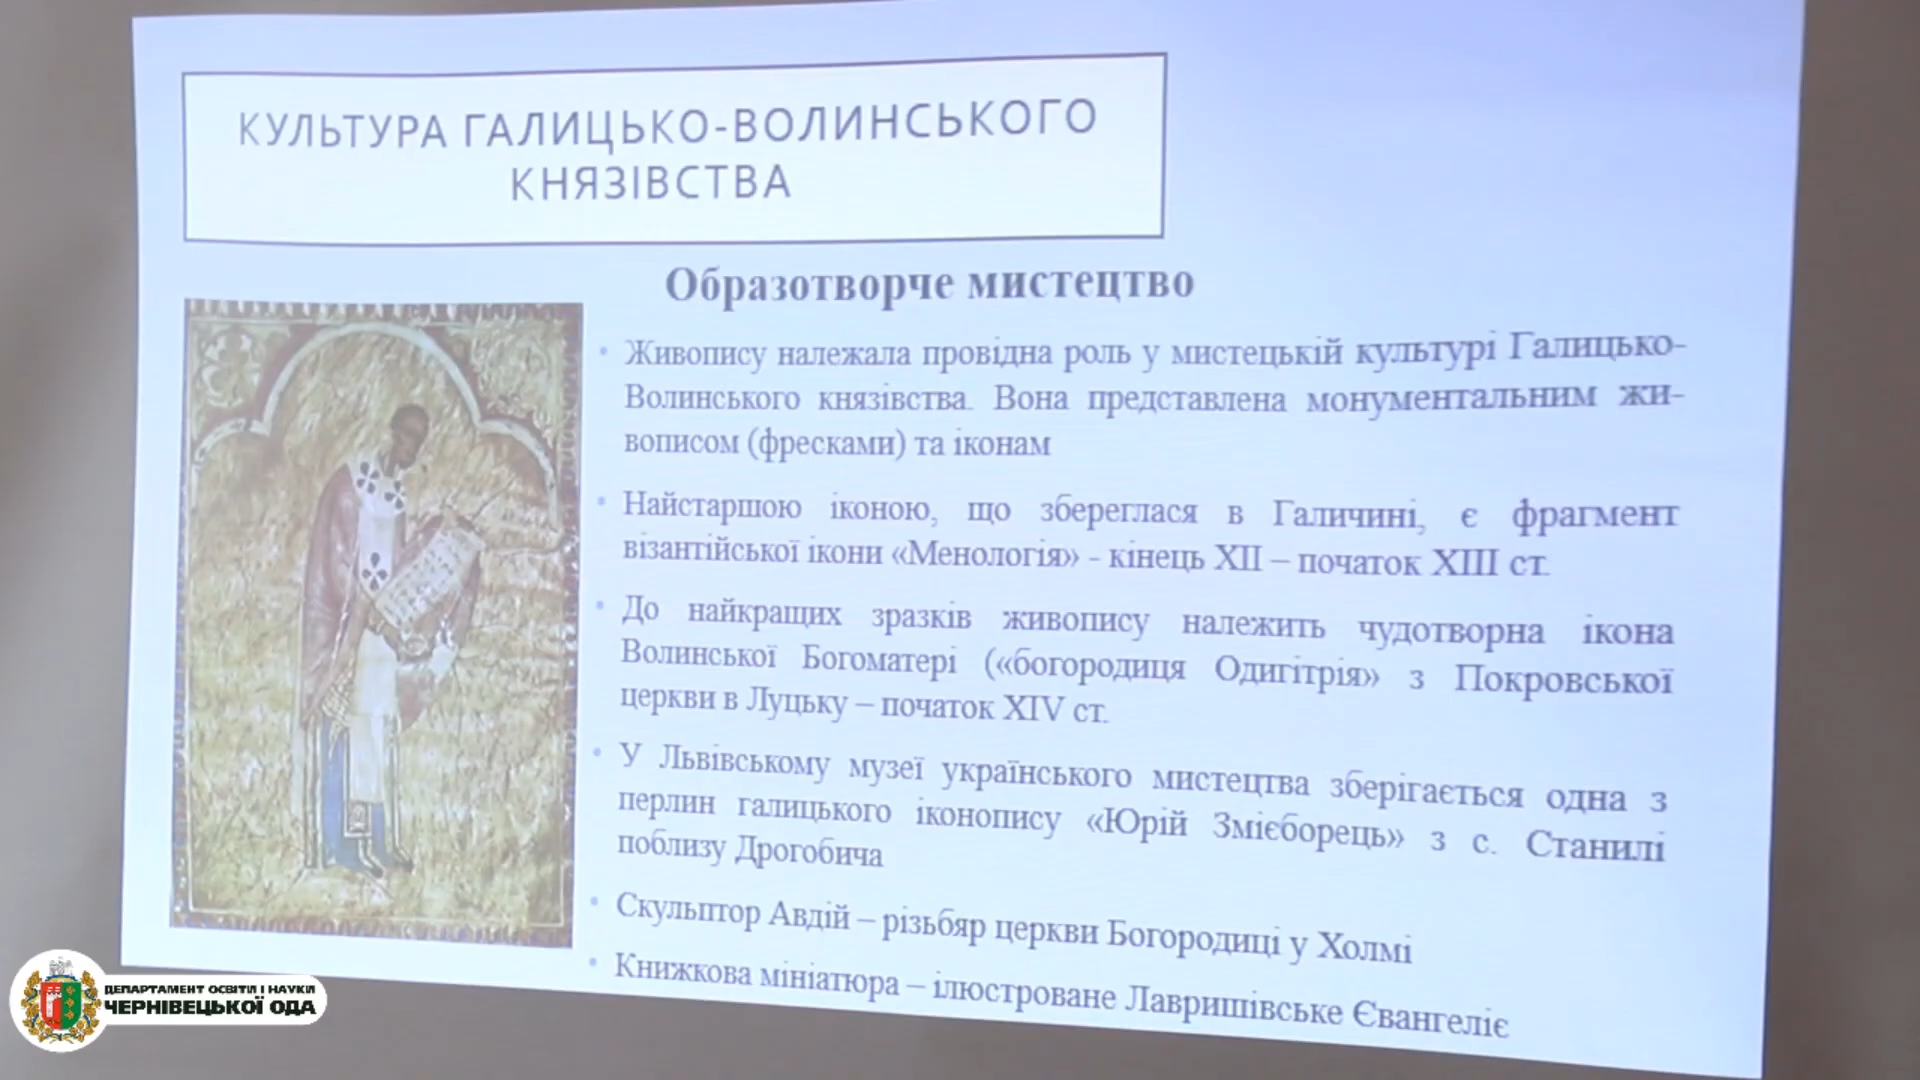 КУЛЬТУРА ГАЛИЦЬКО-ВОЛИНСЬКОГО
КНЯЗІВСТВА
Образотворче мистецтво
• Живопису належала провідна роль у мистецькій культурі Галицько-
Волинського князівства. Вона представлена монументальним жи-
вописом (фресками) та іконам
• Найстаршою іконою, що збереглася в Галичині, є фрагмент
візантійської ікони «Менологія» - кінець XII – початок XIII ст.
• До найкращих зразків живопису належить чудотворна ікона
Волинської Богоматері («богородиця Одигітрія» з Покровської
церкви в Луцьку – початок XIV ст.
• У Львівському музеї українського мистецтва зберігається одна з
перлин галицького іконопису «Юрій Змієборець» з с. Станилі
поблизу Дрогобича
• Скульптор Авдій – різьбяр церкви Богородиці у Холмі
• Книжкова мініатюра – ілюстроване Лавришівське Євангеліє
ДЕПАРТАМЕНТ ОСВІТИ І НАУКИ
ЧЕРНІВЕЦЬКОЇ ОДА